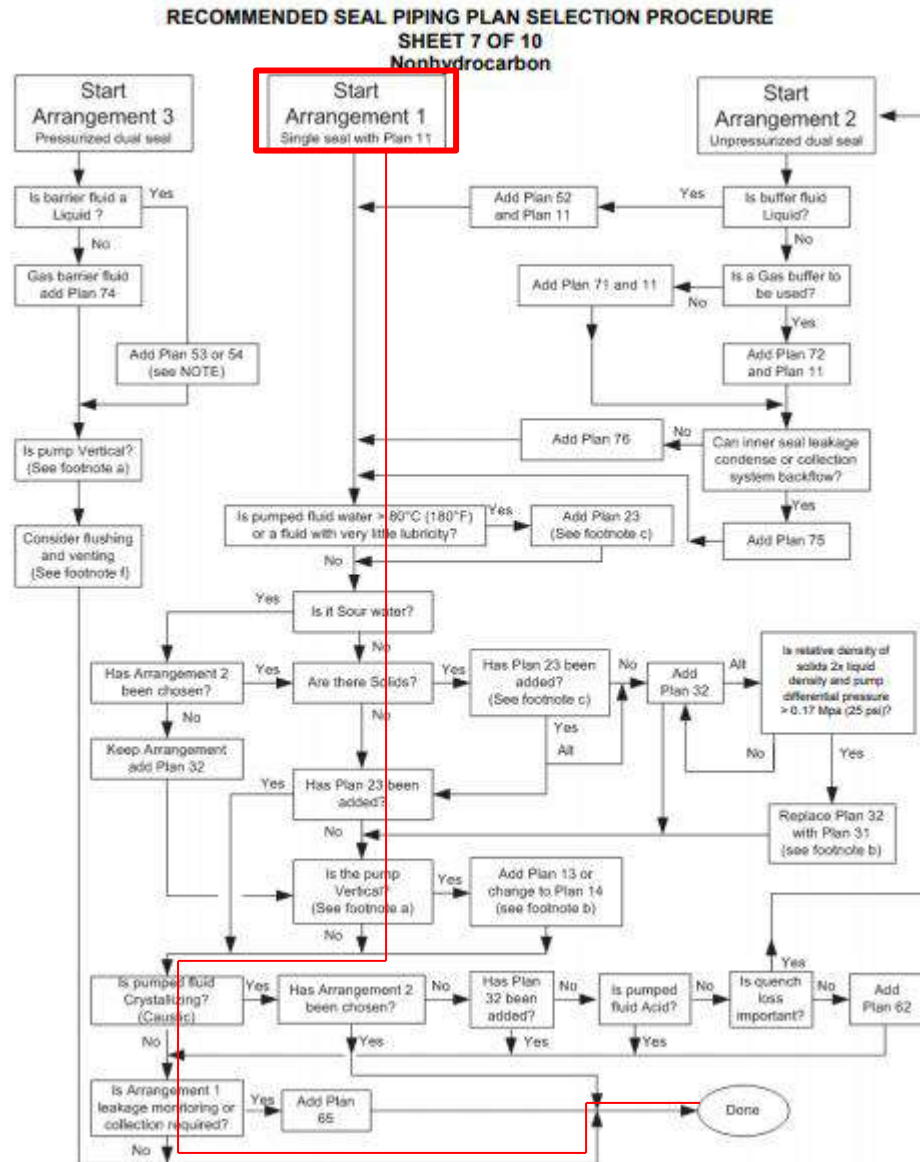 RECOMMENDED SEAL PIPING PLAN SELECTION PROCEDURE
SHEET 7 OF 10
Nonhydrocarbon
Start
Arrangement 3
Pressurized dual seal
Start
Arrangement 1
Single seal with Plan 11
Start
Arrangement 2
Unpressurized dual seal
Is barrier fluid a
Liquid ?
Yes
No
Add Plan 52
and Plan 11
Yes
Is buffer fluid
Liquid?
No
Gas barrier fluid
add Plan 74
Add Plan 71 and 11
No
Is a Gas buffer to
be used?
Yes
Add Plan 53 or 54
(see NOTE)
Add Plan 72
and Plan 11
Is pump Vertical?
(See footnote a)
Add Plan 76
No
Can inner seal leakage
condense or collection
system backflow?
Yes
Consider flushing
and venting
(See footnote f)
Is pumped fluid water > 80°C (180°F)
or a fluid with very little lubricity?
Yes
No
Add Plan 23
(See footnote c)
Add Plan 75
Yes
Is it Sour water?
No
Has Arrangement 2
been chosen?
Yes
No
Are there Solids?
Yes
No
Has Plan 23 been
added?
(See footnote c)
No
Yes
Alt
Add
Plan 32
Alt
Is relative density of
solids 2x liquid
density and pump
differential pressure
> 0.17 Mpa (25 psi)?
No
Yes
Keep Arrangement
add Plan 32
Yes
Has Plan 23 been
added?
No
Replace Plan 32
with Plan 31
(see footnote b)
Is the pump
Vertical?
(See footnote a)
Yes
No
Add Plan 13 or
change to Plan 14
(see footnote b)
Is pumped fluid
Crystallizing?
(Caustic)
Yes
No
Has Arrangement 2
been chosen?
No
Yes
Has Plan
32 been
added?
No
Yes
Is pumped
fluid Acid?
No
Yes
Is quench
loss
important?
Yes
No
Add
Plan 62
Is Arrangement 1
leakage monitoring or
collection required?
Yes
No
Add Plan
65
Done